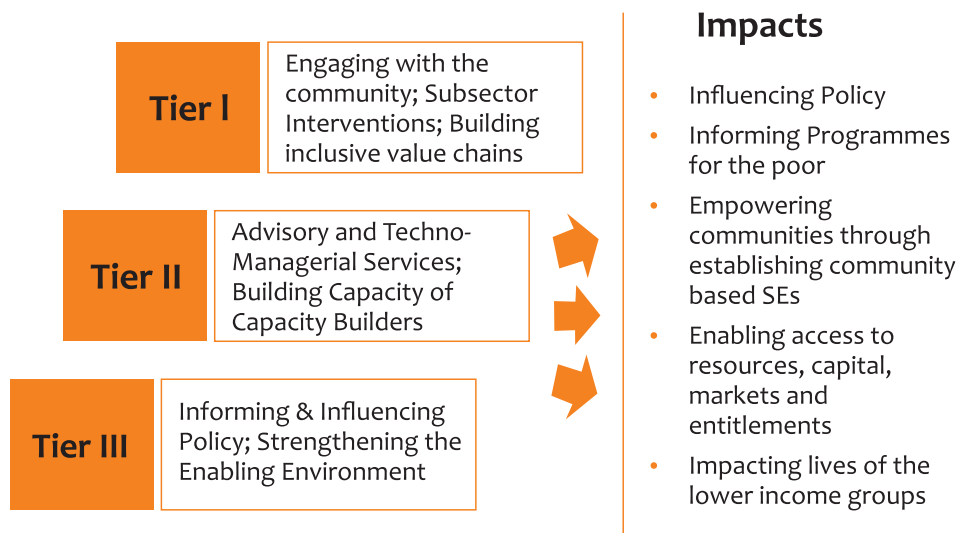 Tier l
Engaging with the
community; Subsector
Interventions; Building
inclusive value chains
Tier II
Advisory and Techno-
Managerial Services;
Building Capacity of
Capacity Builders
Tier III
Informing & Influencing
Policy; Strengthening the
Enabling Environment
Impacts
• Influencing Policy
• Informing Programmes
for the poor
• Empowering
communities through
establishing community
based SEs
• Enabling access to
resources, capital,
markets and
entitlements
• Impacting lives of the
lower income groups